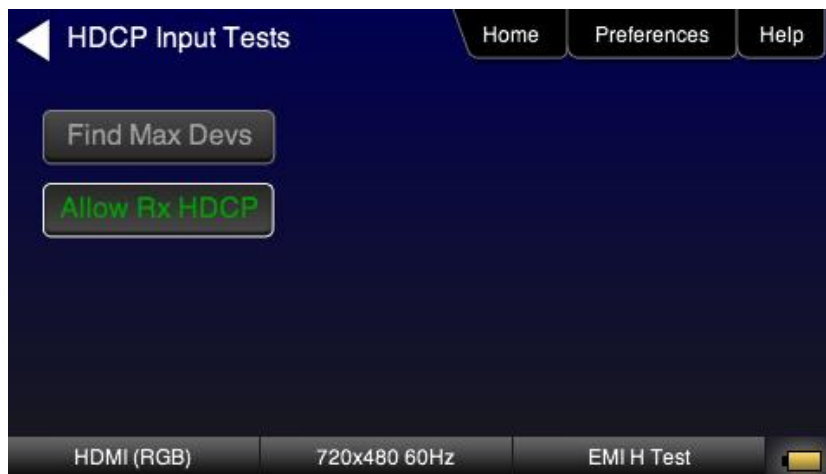 HDCP Input Tests
Home
Preferences
Help
Find Max Devs
Allow Rx HDCP
HDMI (RGB)
720x480 60Hz
EMI H Test